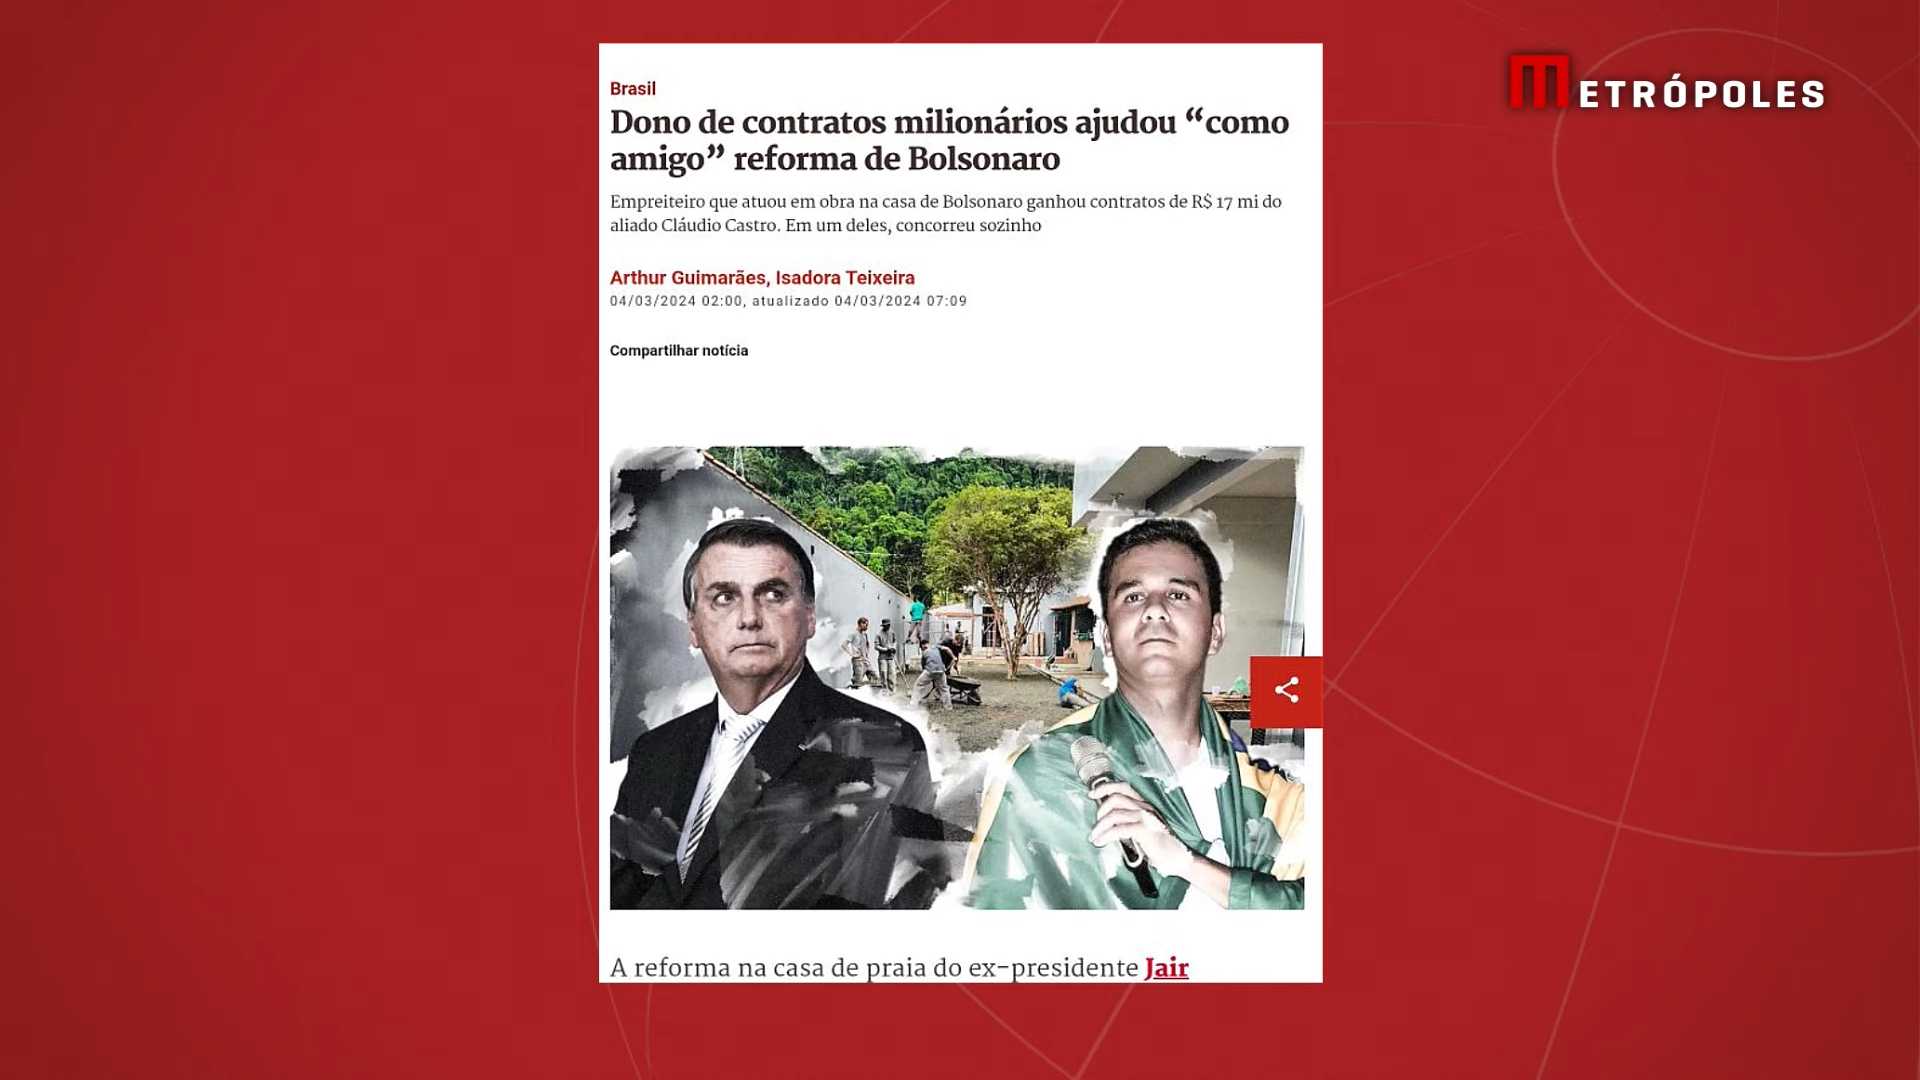 METRÓPOLES
Brasil
Dono de contratos milionários ajudou “como
amigo” reforma de Bolsonaro
Empreiteiro que atuou em obra na casa de Bolsonaro ganhou contratos de R$ 17 mi do
aliado Cláudio Castro. Em um deles, concorreu sozinho
Arthur Guimarães, Isadora Teixeira
04/03/2024 02:00, atualizado 04/03/2024 07:09
Compartilhar notícia
A reforma na casa de praia do ex-presidente Jair